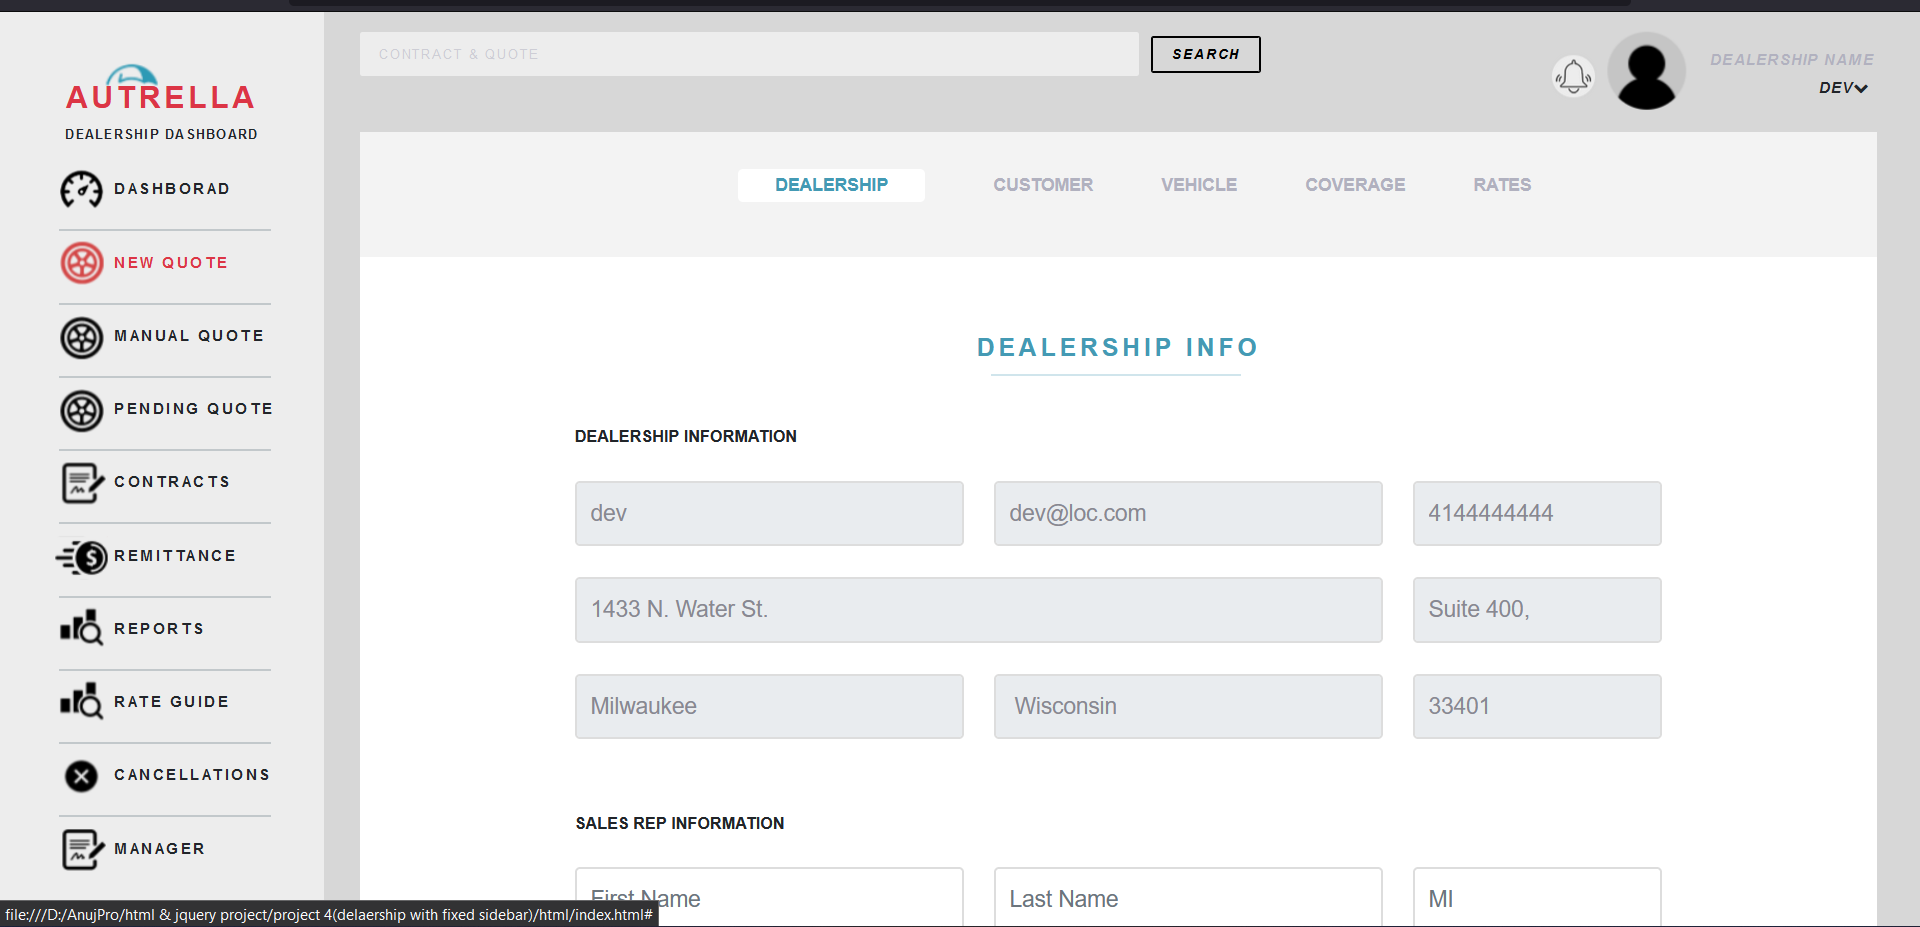 AUTRELLA
DEALERSHIP DASHBOARD
DASHBORAD
NEW QUOTE
MANUAL QUOTE
PENDING QUOTE
CONTRACTS
REMITTANCE
REPORTS
RATE GUIDE
CANCELLATIONS
MANAGER
CONTRACT & QUOTE
SEARCH
DEALERSHIP NAME
DEV
DEALERSHIP
CUSTOMER
VEHICLE
COVERAGE
RATES
DEALERSHIP INFO
DEALERSHIP INFORMATION
dev
dev@loc.com
4144444444
1433 N. Water St.
Suite 400,
Milwaukee
Wisconsin
33401
SALES REP INFORMATION
First Name
Last Name
MI
file:///D:/AnujPro/html & jquery project/project 4(delaership with fixed sidebar)/html/index.html#